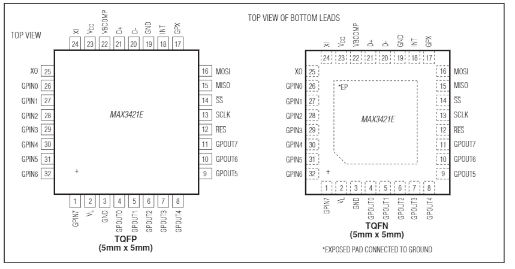 TOP VIEW
XI
VCC
VBCOMP
D+
D-
GND
INT
GPX
24 23 22 21 20 19 18 17
XO 25
GPIN0 26
GPIN1 27
GPIN2 28
GPIN3 29
GPIN4 30
GPIN5 31
GPIN6 32
MAX3421E
+
16 MOSI
15 MISO
14 SS
13 SCLK
12 RES
11 GPOUT7
10 GPOUT6
9 GPOUT5
1 2 3 4 5 6 7 8
GPIN7
VL
GND
GPOUT0
GPOUT1
GPOUT2
GPOUT3
GPOUT4
TQFP
(5mm x 5mm)
TOP VIEW OF BOTTOM LEADS
XI
VCC
VBCOMP
D+
D-
GND
INT
GPX
24 23 22 21 20 19 18 17
XO 25
GPIN0 26
GPIN1 27
GPIN2 28
GPIN3 29
GPIN4 30
GPIN5 31
GPIN6 32
*EP
MAX3421E
+
16 MOSI
15 MISO
14 SS
13 SCLK
12 RES
11 GPOUT7
10 GPOUT6
9 GPOUT5
1 2 3 4 5 6 7 8
GPIN7
VL
GND
GPOUT0
GPOUT1
GPOUT2
GPOUT3
GPOUT4
TQFN
(5mm x 5mm)
*EXPOSED PAD CONNECTED TO GROUND